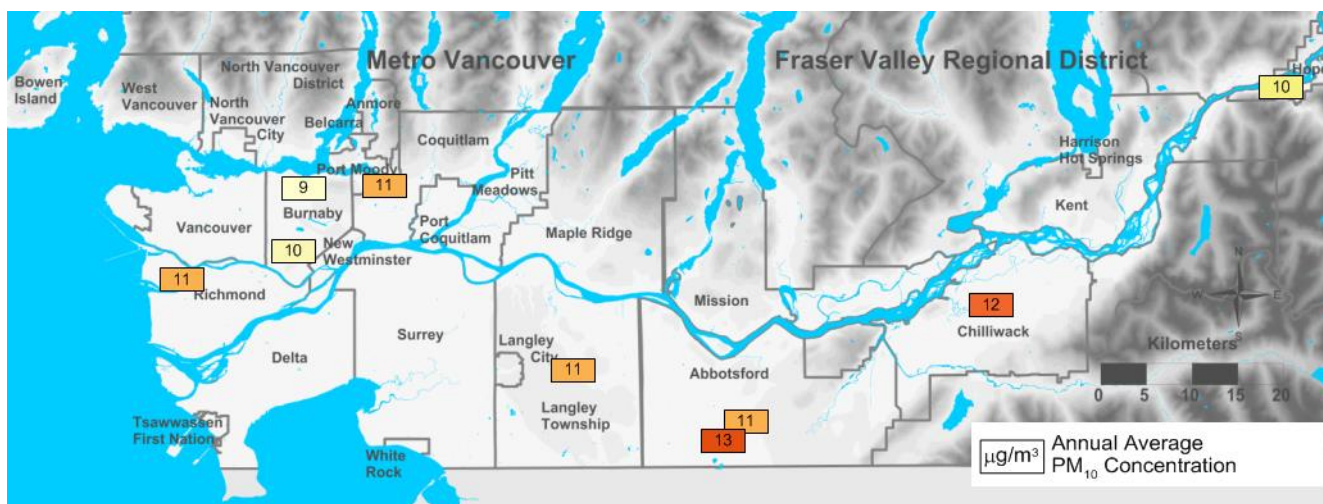 Metro Vancouver
Fraser Valley Regional District
Bowen
Island
West
Vancouver
North Vancouver
District
North
Vancouver
City
Anmore
Belcarra
Coquitlam
Port Moody
Pitt
Meadows
Harrison
Hot Springs
Hope
10
9
11
Burnaby
Vancouver
10
New
Westminster
Port
Coquitlam
Maple Ridge
Kent
11
Richmond
Mission
12
Chilliwack
N
W
E
S
Delta
Surrey
Langley
City
11
Abbotsford
Kilometers
0
5
10
15
20
Langley
Township
Tsawwassen
First Nation
11
13
White
Rock
µg/m³
Annual Average
PM₁₀ Concentration